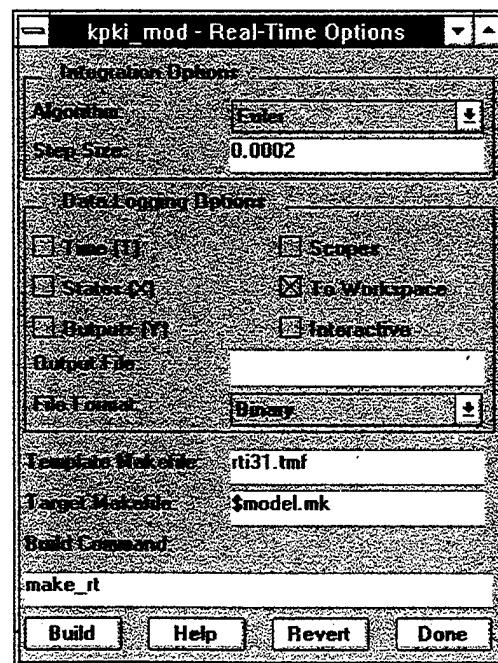 kpki_mod - Real-Time Options
Integration Options
Algorithm: Euler
Step-Size: 0.0002
Data Logging Options
Time [T] Scopes
States [X] To Workspace
Outputs [Y] Interactive
Output File:
File Format: Binary
Template Makefile: rti31.tmf
Target Makefile: $model.mk
Build Command:
make_rt
Build Help Revert Done